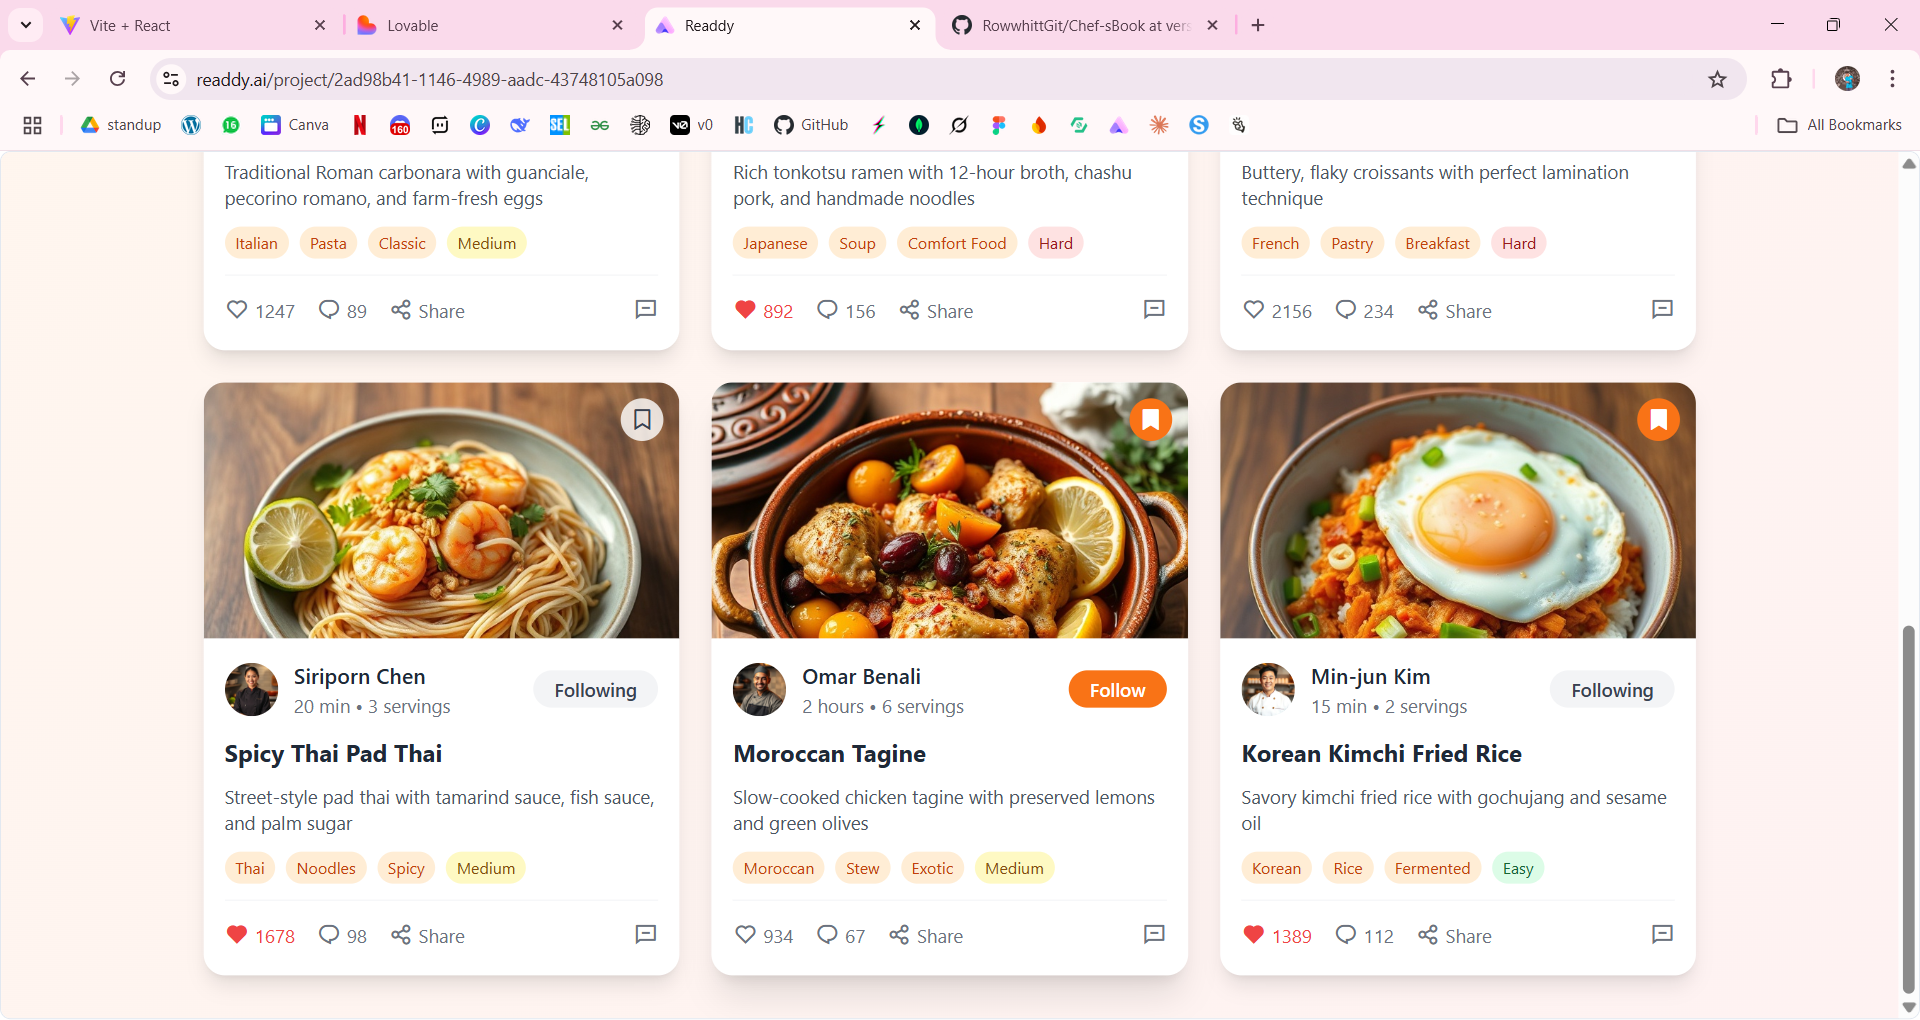 Vite + React
Lovable
Readdy
RowwhittGit/Chef-sBook at vers
readdy.ai/project/2ad98b41-1146-4989-aadc-43748105a098
standup
16
Canva
160
SEL
v0
v0
HC
GitHub
All Bookmarks
Traditional Roman carbonara with guanciale,
pecorino romano, and farm-fresh eggs
Italian Pasta Classic Medium
1247 89 Share
Rich tonkotsu ramen with 12-hour broth, chashu
pork, and handmade noodles
Japanese Soup Comfort Food Hard
892 156 Share
Buttery, flaky croissants with perfect lamination
technique
French Pastry Breakfast Hard
2156 234 Share
Siriporn Chen
20 min • 3 servings
Following
Spicy Thai Pad Thai
Street-style pad thai with tamarind sauce, fish sauce,
and palm sugar
Thai Noodles Spicy Medium
1678 98 Share
Omar Benali
2 hours • 6 servings
Follow
Moroccan Tagine
Slow-cooked chicken tagine with preserved lemons
and green olives
Moroccan Stew Exotic Medium
934 67 Share
Min-jun Kim
15 min • 2 servings
Following
Korean Kimchi Fried Rice
Savory kimchi fried rice with gochujang and sesame
oil
Korean Rice Fermented Easy
1389 112 Share